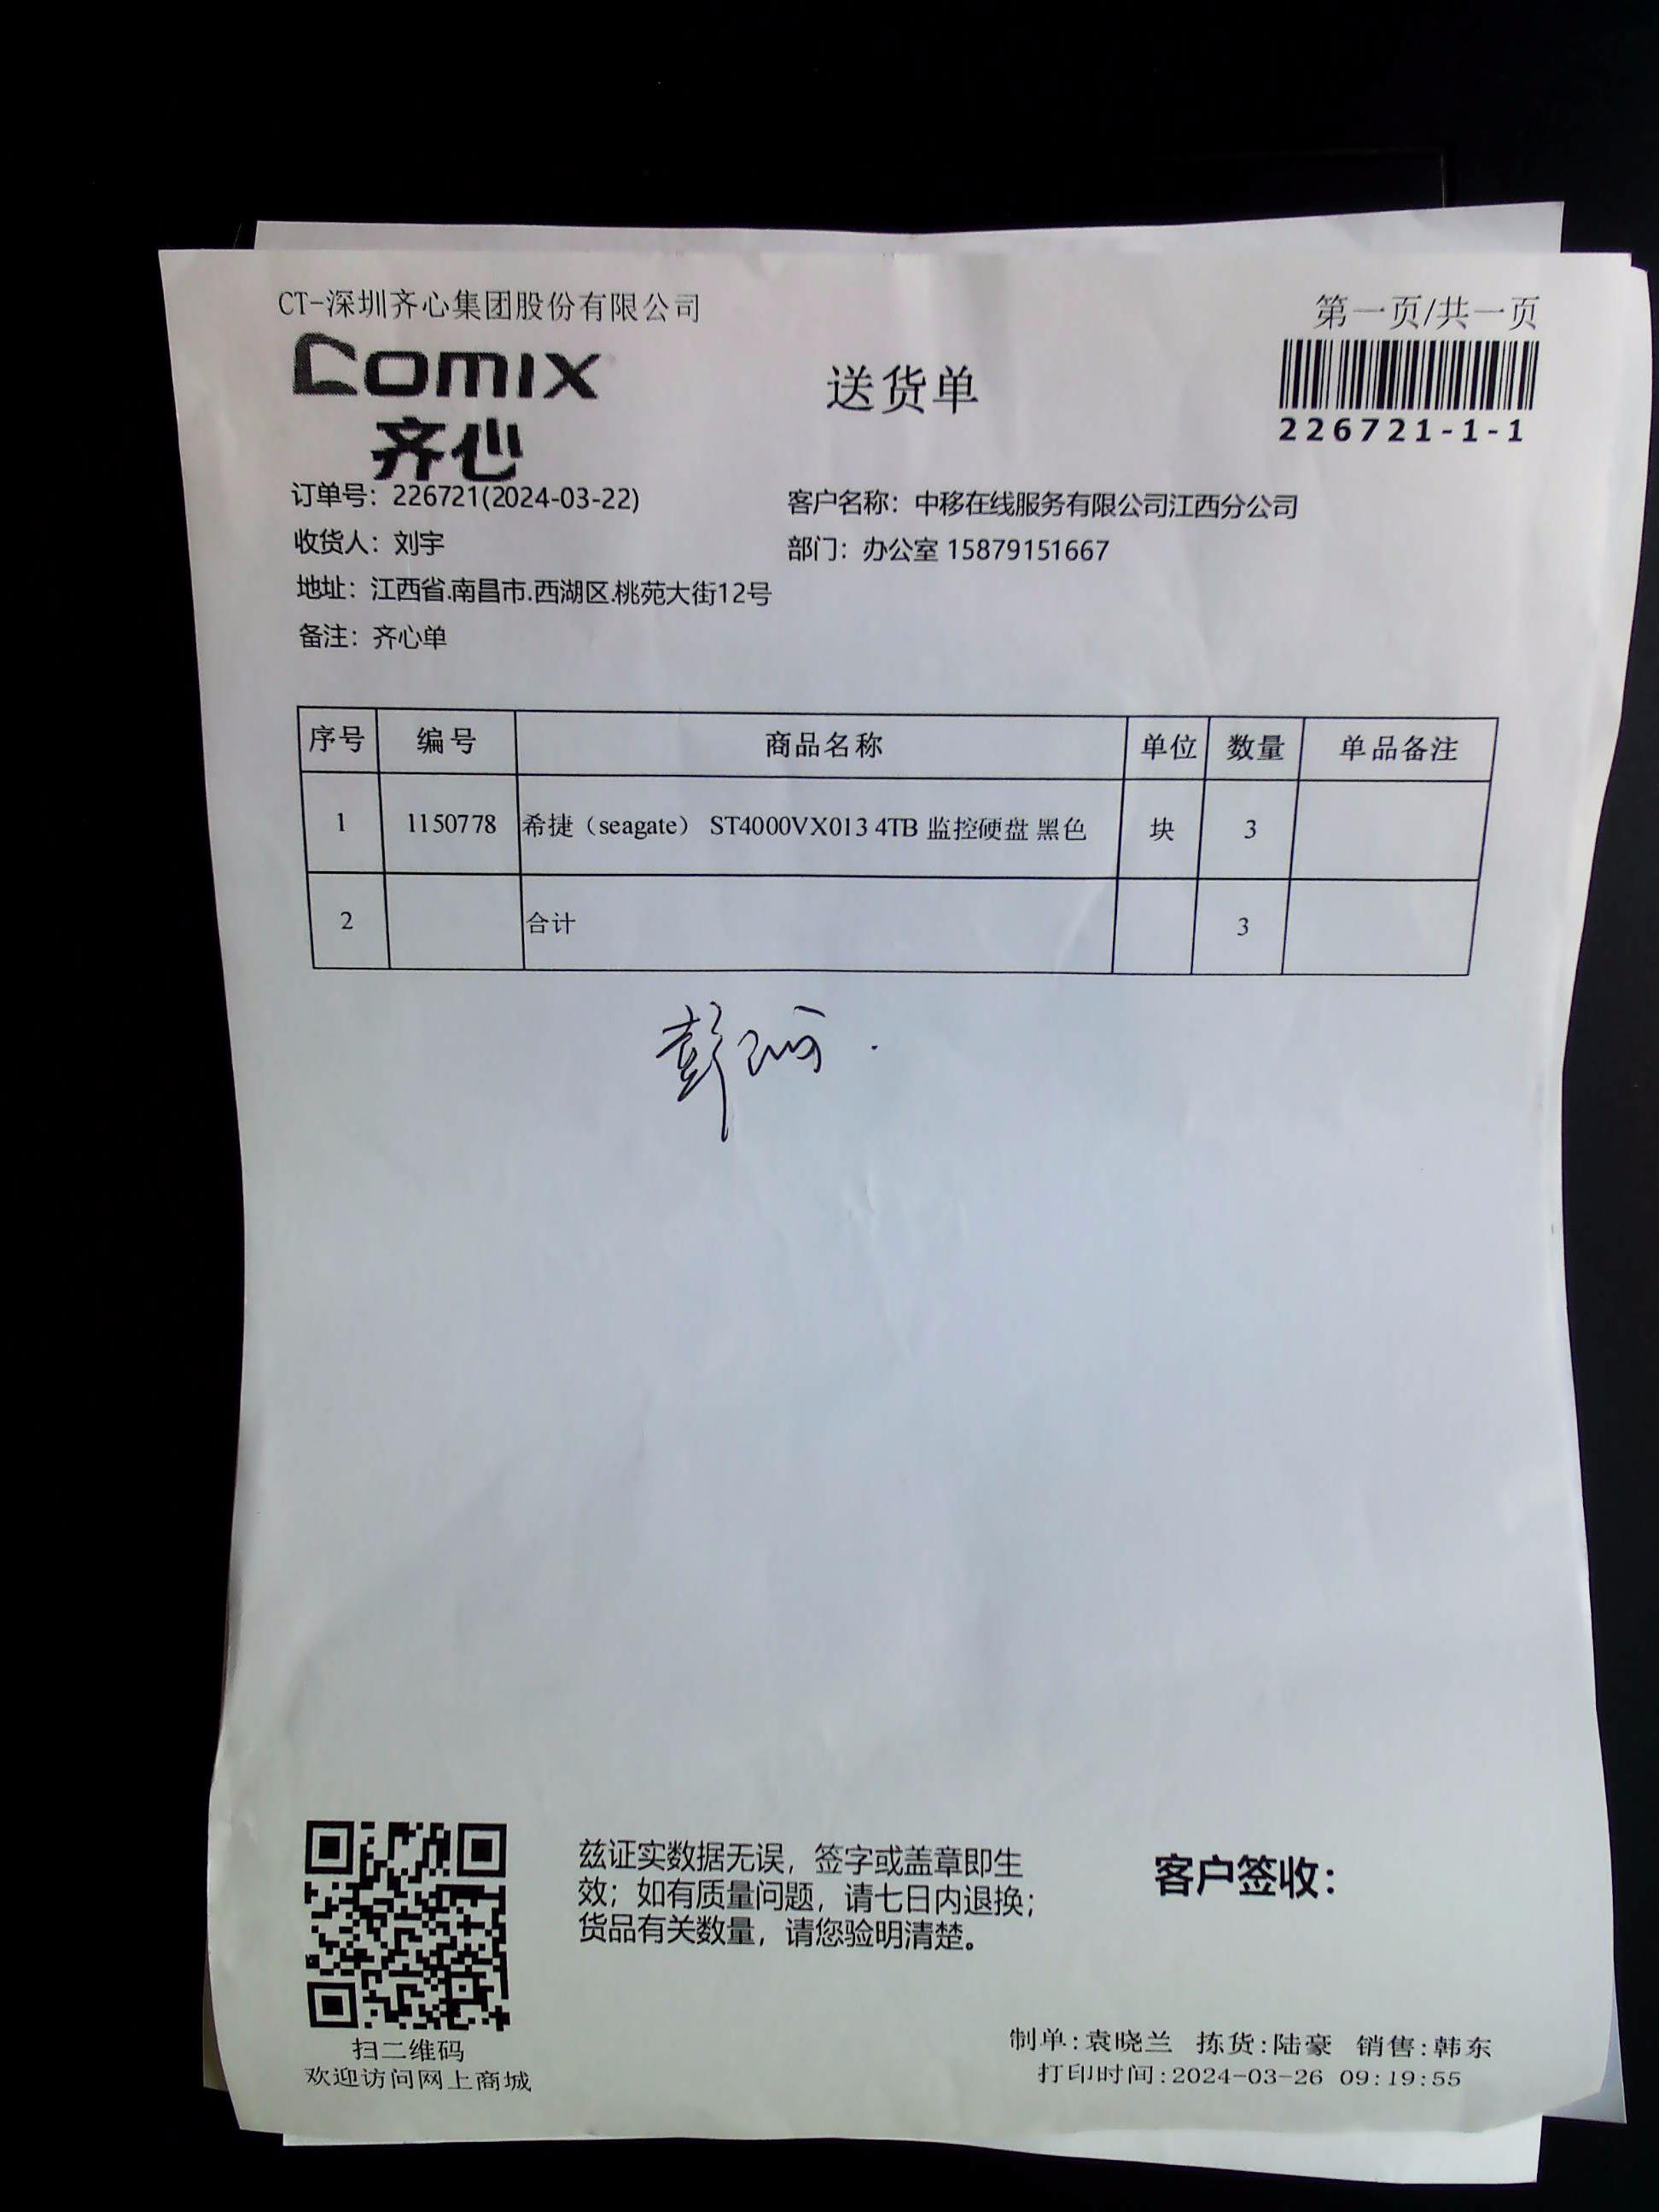 CT-深圳齐心集团股份有限公司
第一页/共一页
COMIX
齐心
送货单
226721-1-1
订单号：226721(2024-03-22)
客户名称：中移在线服务有限公司江西分公司
收货人：刘宇
部门：办公室 15879151667
地址：江西省.南昌市.西湖区.桃苑大街12号
备注：齐心单
序号 编号 商品名称 单位 数量 单品备注
1 1150778 希捷（seagate） ST4000VX013 4TB 监控硬盘 黑色 块 3
2 合计 3
彭
兹证实数据无误，签字或盖章即生
效；如有质量问题，请七日内退换；
货品有关数量，请您验明清楚。
客户签收：
扫二维码
欢迎访问网上商城
制单:袁晓兰 拣货:陆豪 销售:韩东
打印时间:2024-03-26 09:19:55